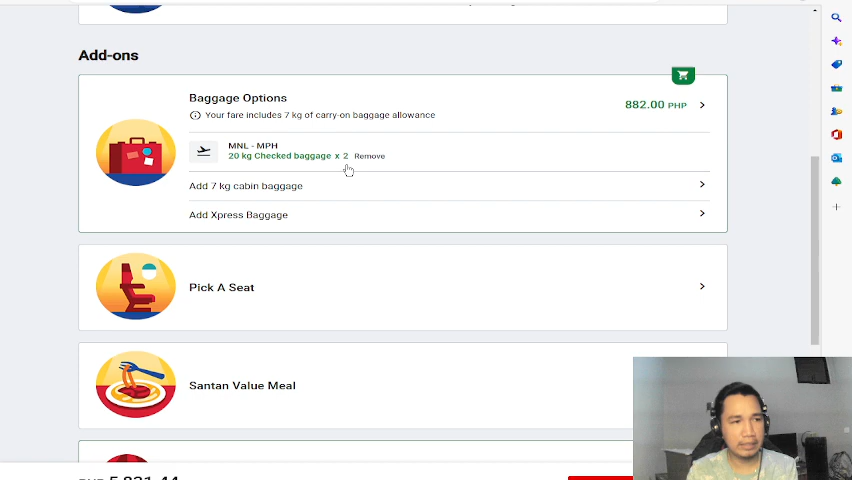 Add-ons
Baggage Options
Your fare includes 7 kg of carry-on baggage allowance
882.00 PHP
MNL - MPH
20 kg Checked baggage x 2 Remove
Add 7 kg cabin baggage
Add Xpress Baggage
Pick A Seat
Santan Value Meal